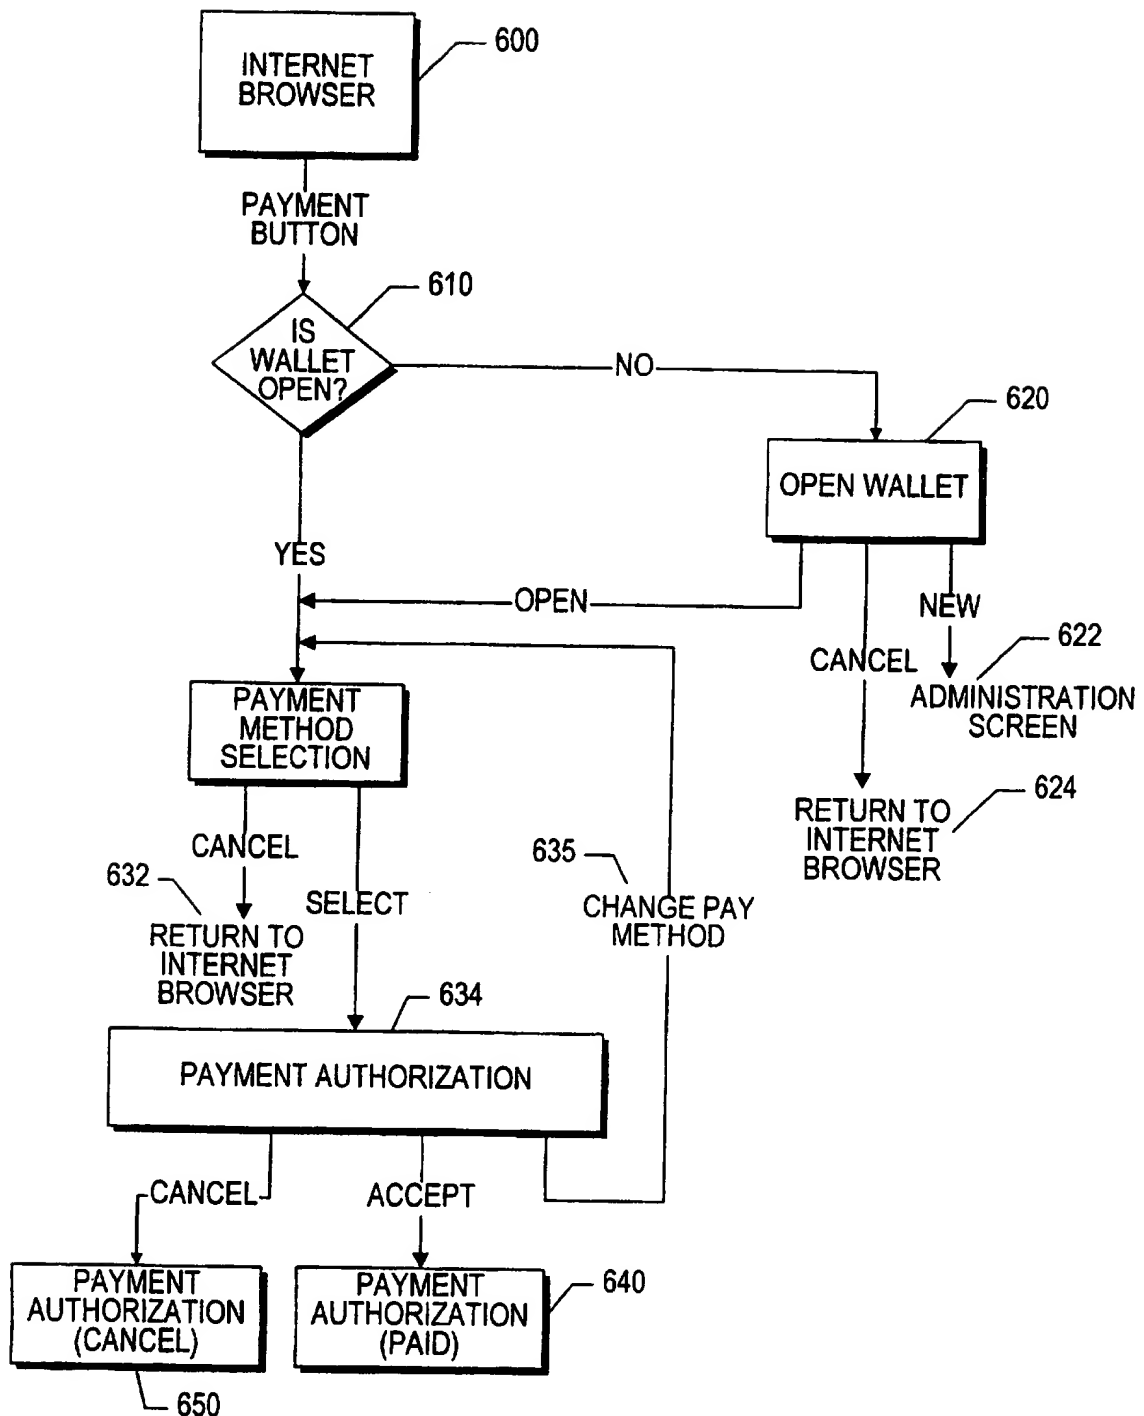 600
INTERNET
BROWSER
PAYMENT
BUTTON
610
IS
WALLET
OPEN?
NO
620
OPEN WALLET
YES
OPEN
NEW
CANCEL
622
ADMINISTRATION
SCREEN
PAYMENT
METHOD
SELECTION
624
RETURN TO
INTERNET
BROWSER
CANCEL
632
SELECT
635
CHANGE PAY
METHOD
RETURN TO
INTERNET
BROWSER
634
PAYMENT AUTHORIZATION
CANCEL
ACCEPT
PAYMENT
AUTHORIZATION
(CANCEL)
650
PAYMENT
AUTHORIZATION
(PAID)
640